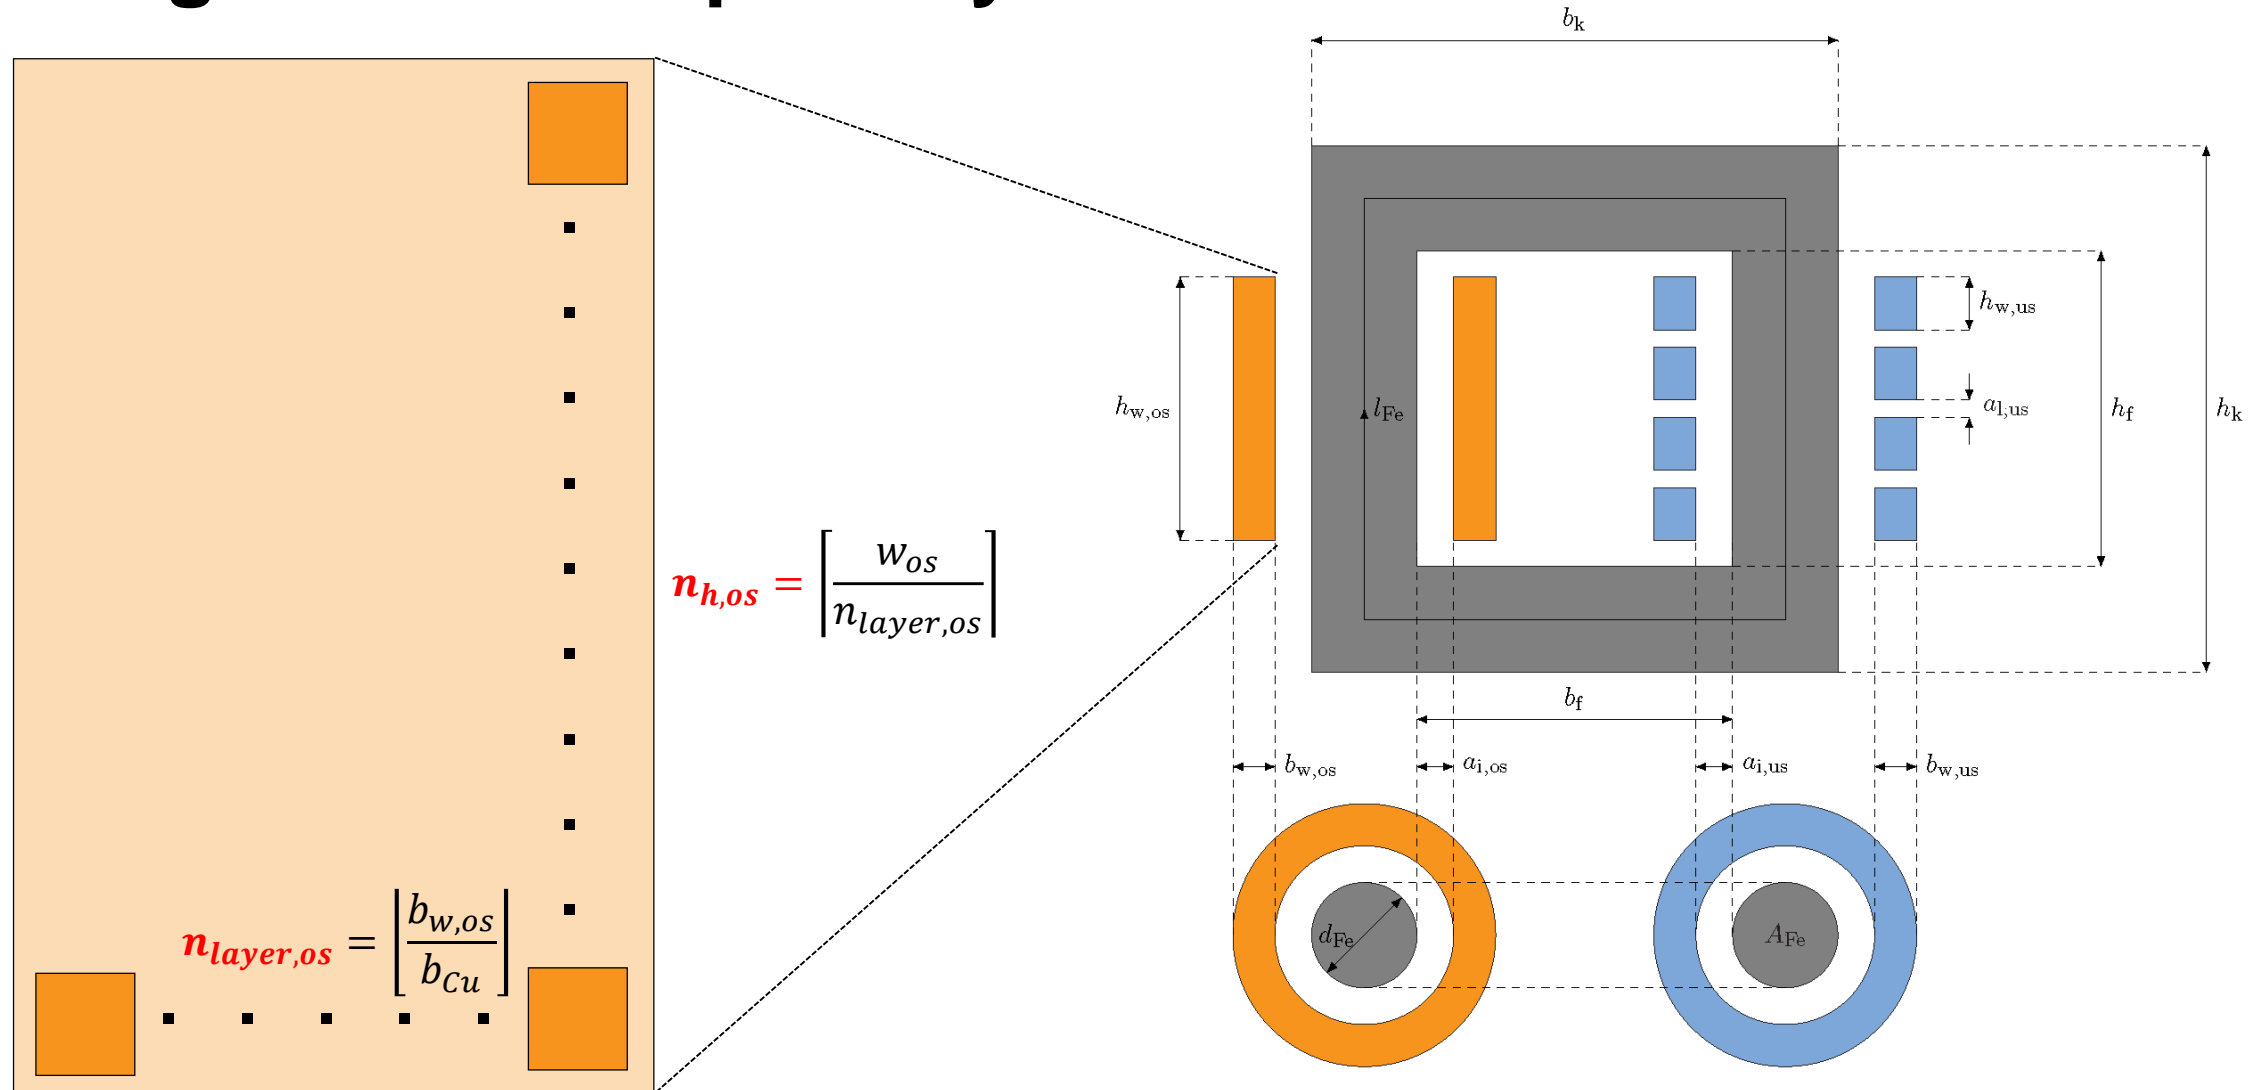 b_k
h_w,us
h_w,os
l_Fe
a_l,us
h_f
h_k
n_h,os = ⌈w_os / n_layer,os⌉
b_f
b_w,os
a_i,os
a_i,us
b_w,us
n_layer,os = ⌊b_w,os / b_Cu⌋
d_Fe
A_Fe